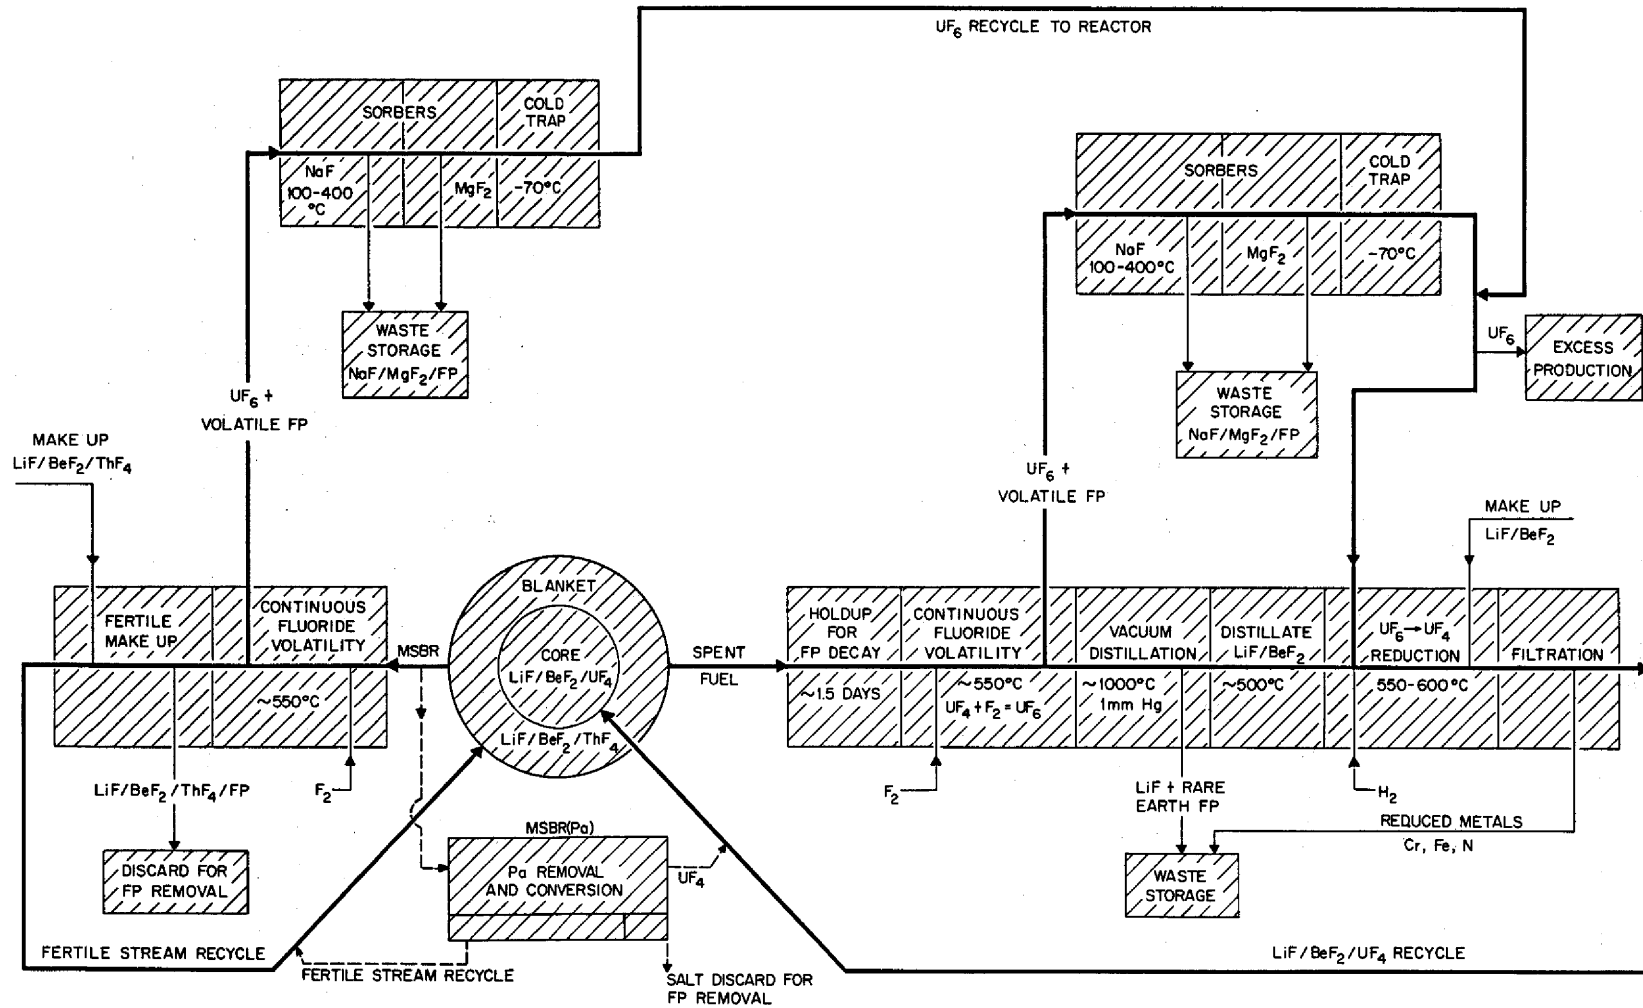 UF6 RECYCLE TO REACTOR
SORBERS
COLD
TRAP
NaF
100-400
°C
MgF2
-70°C
WASTE
STORAGE
NaF/MgF2/FP
UF6 +
VOLATILE FP
MAKE UP
LiF/BeF2/ThF4
FERTILE
MAKE UP
CONTINUOUS
FLUORIDE
VOLATILITY
~550°C
F2
LiF/BeF2/ThF4/FP
DISCARD FOR
FP REMOVAL
FERTILE STREAM RECYCLE
MSBR
BLANKET
CORE
LiF/BeF2/UF4
LiF/BeF2/ThF4
MSBR(Pa)
Pa REMOVAL
AND CONVERSION
UF4
FERTILE STREAM RECYCLE
SALT DISCARD FOR
FP REMOVAL
SPENT
FUEL
SORBERS
COLD
TRAP
NaF
100-400°C
MgF2
-70°C
WASTE
STORAGE
NaF/MgF2/FP
UF6
EXCESS
PRODUCTION
UF6 +
VOLATILE FP
MAKE UP
LiF/BeF2
HOLDUP
FOR
FP DECAY
~1.5 DAYS
CONTINUOUS
FLUORIDE
VOLATILITY
~550°C
UF4 + F2 = UF6
VACUUM
DISTILLATION
~1000°C
1mm Hg
DISTILLATE
LiF/BeF2
~500°C
UF6→UF4
REDUCTION
550-600°C
FILTRATION
F2
LiF + RARE
EARTH FP
H2
REDUCED METALS
Cr, Fe, N
WASTE
STORAGE
LiF/BeF2/UF4 RECYCLE